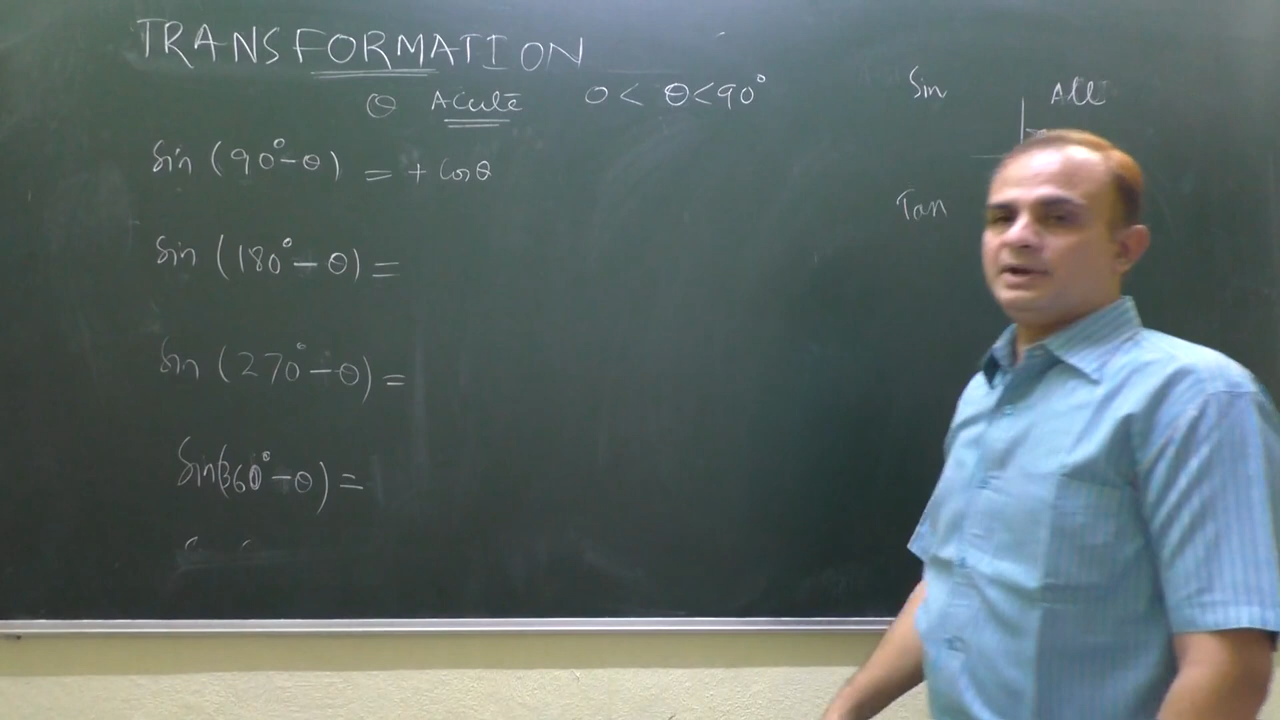 TRANSFORMATION
θ Acute 0 < θ < 90°
Sin All
Sin (90° - θ) = + Cos θ
Tan
Sin (180° - θ) =
Sin (270° - θ) =
Sin (360° - θ) =